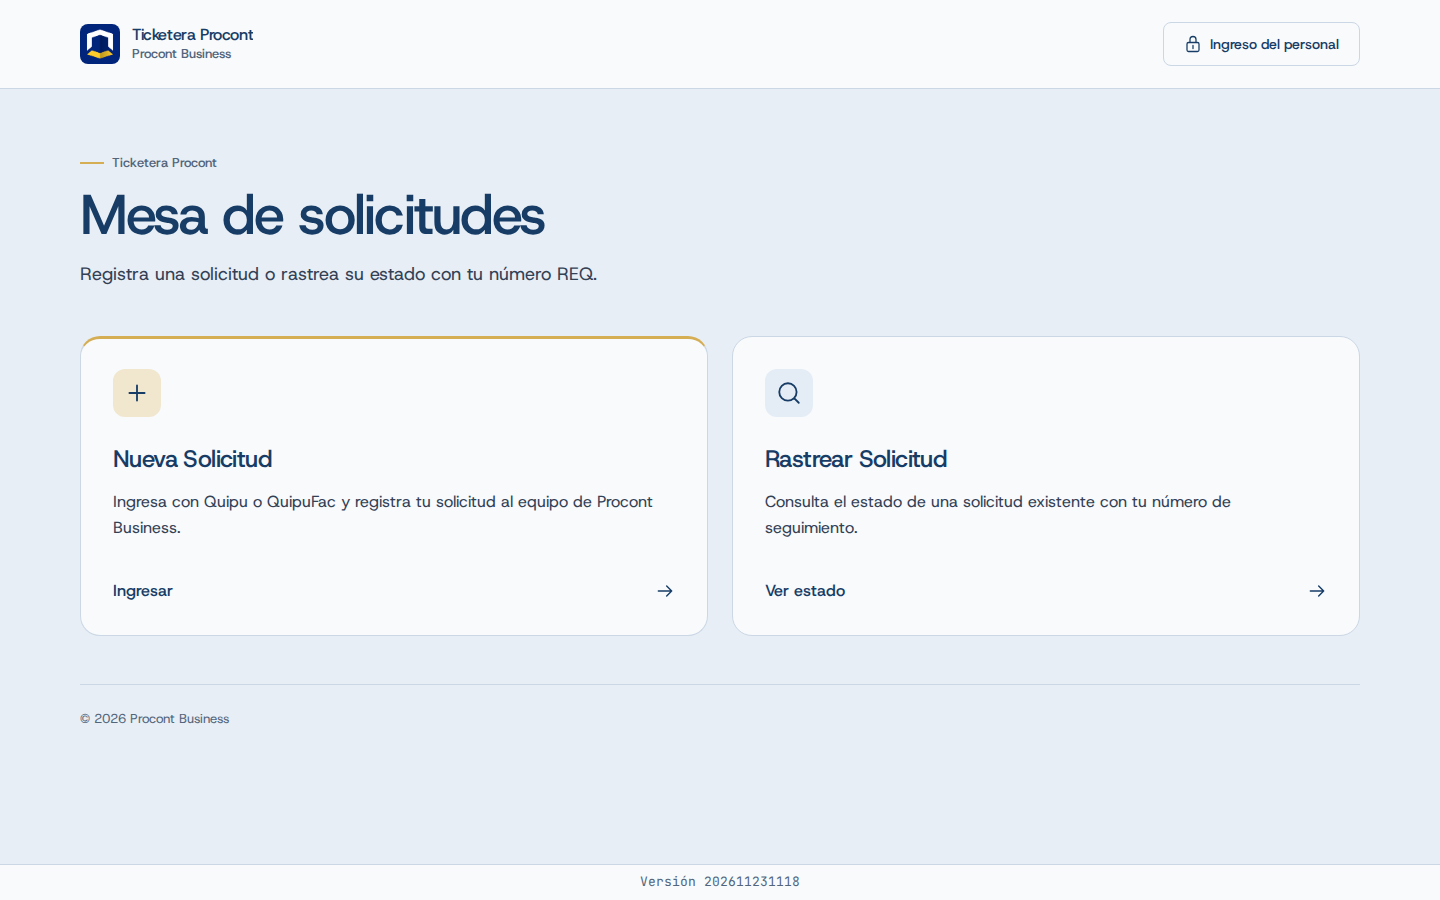 Ticketera Procont
Procont Business
Ingreso del personal
Ticketera Procont
Mesa de solicitudes
Registra una solicitud o rastrea su estado con tu número REQ.
Nueva Solicitud
Ingresa con Quipu o QuipuFac y registra tu solicitud al equipo de Procont
Business.
Ingresar
Rastrear Solicitud
Consulta el estado de una solicitud existente con tu número de
seguimiento.
Ver estado
© 2026 Procont Business
Versión 202611231118